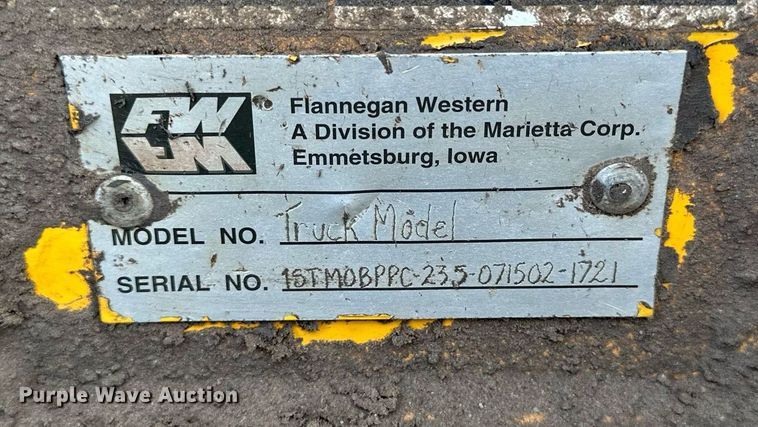 FW
Flannegan Western
A Division of the Marietta Corp.
Emmetsburg, Iowa
MODEL NO. Truck Model
SERIAL NO. 1STMOBPPC-235-071502-1721
Purple Wave Auction